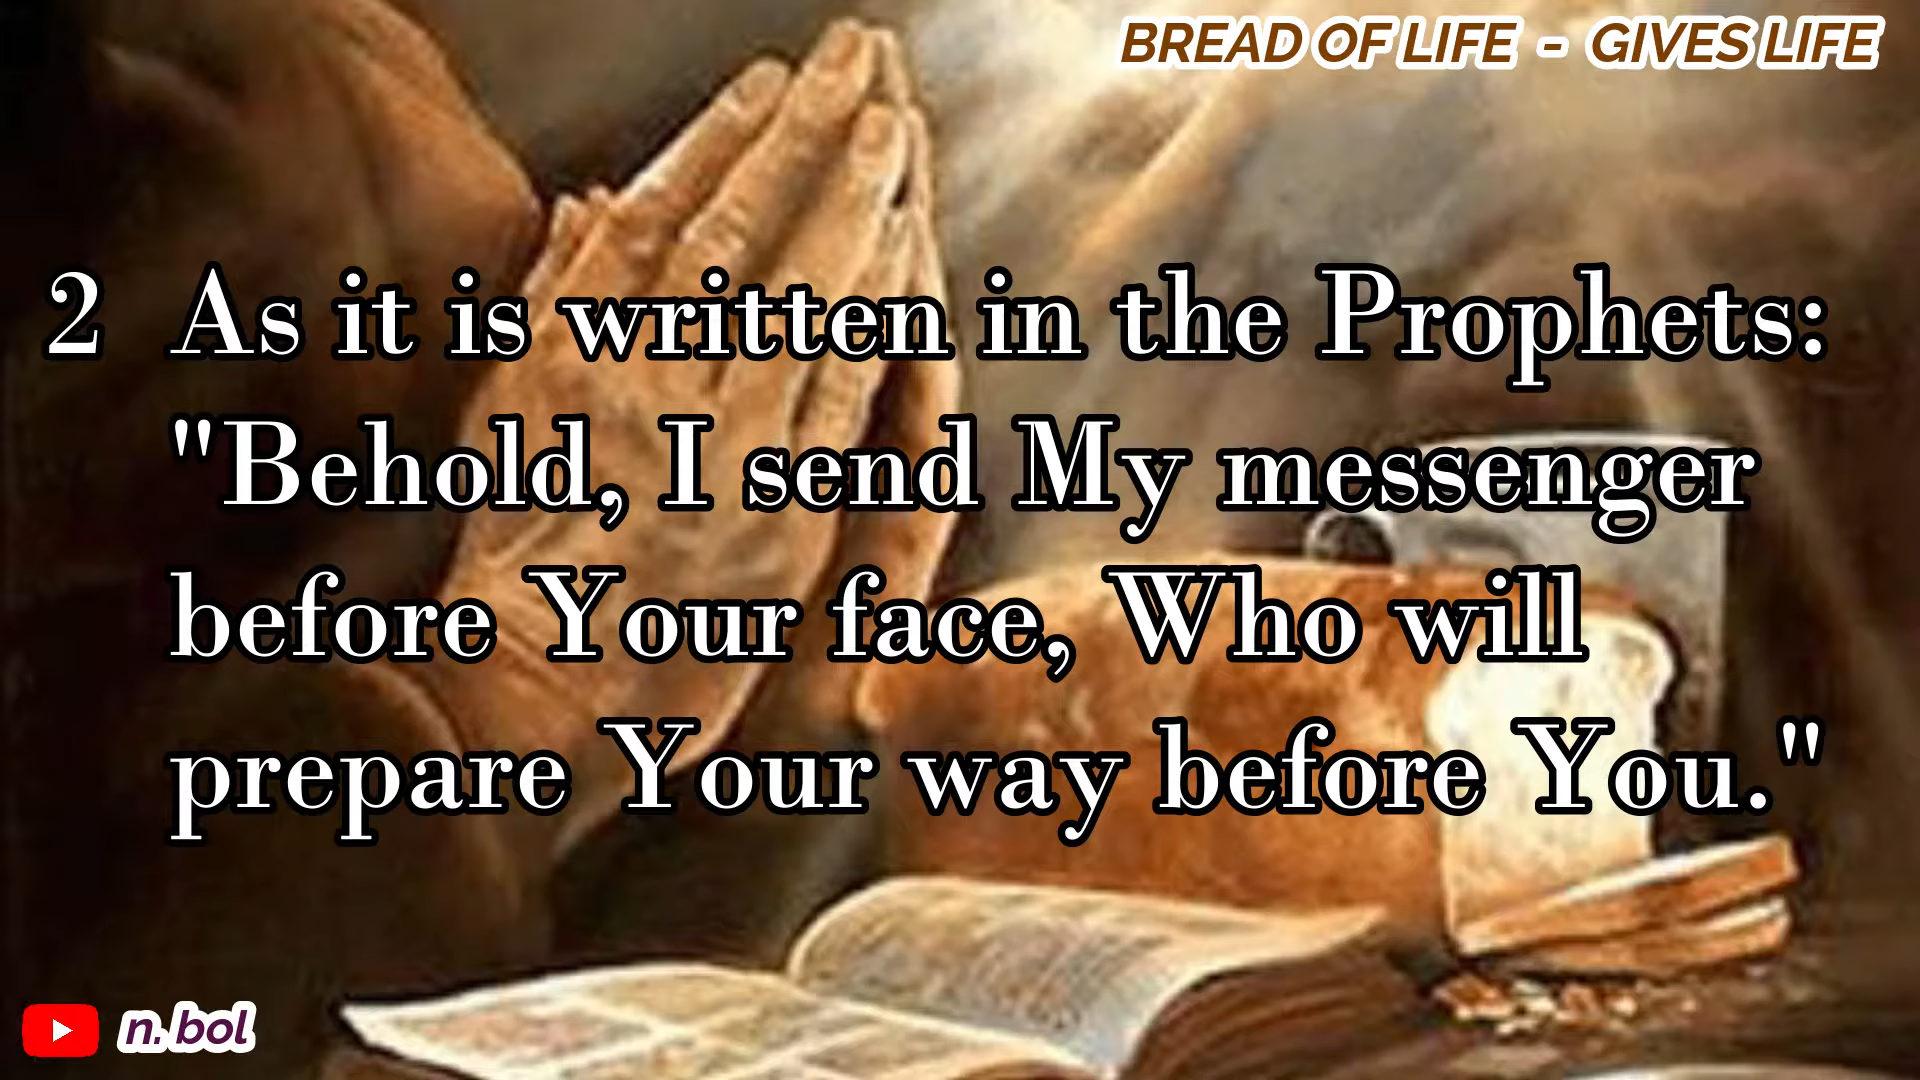 BREAD OF LIFE - GIVES LIFE
2 As it is written in the Prophets:
"Behold, I send My messenger
before Your face, Who will
prepare Your way before You."
n. bol